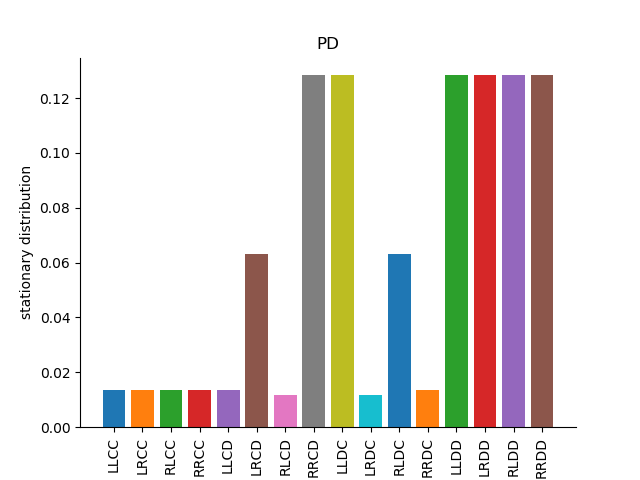 PD
stationary distribution
0.12
0.10
0.08
0.06
0.04
0.02
0.00
LLCC
LRCC
RLCC
RRCC
LLCD
LRCD
RLCD
RRCD
LLDC
LRDC
RLDC
RRDC
LLDD
LRDD
RLDD
RRDD